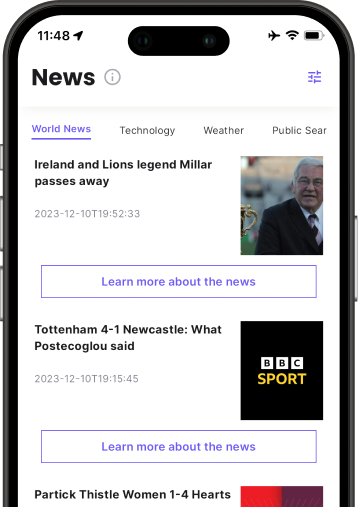 11:48
News
World News Technology Weather Public Sear
Ireland and Lions legend Millar
passes away
2023-12-10T19:52:33
Learn more about the news
Tottenham 4-1 Newcastle: What
Postecoglou said
2023-12-10T19:15:45
BBC
SPORT
Learn more about the news
Partick Thistle Women 1-4 Hearts